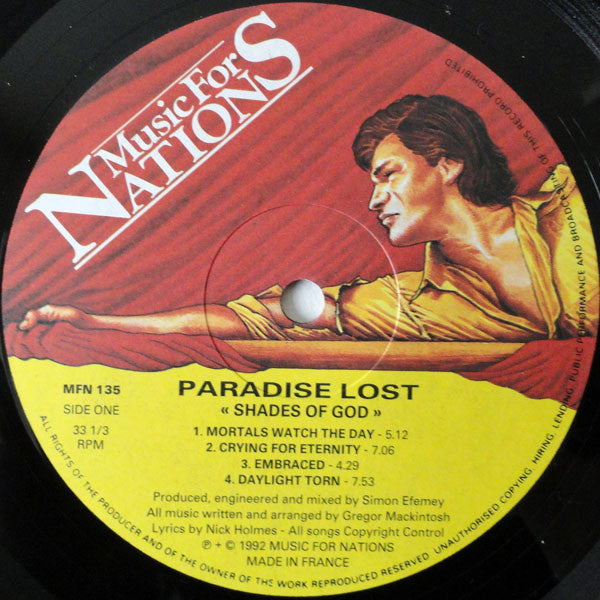 Music For
NATIONS
MFN 135
SIDE ONE
33 1/3
RPM
PARADISE LOST
« SHADES OF GOD »
1. MORTALS WATCH THE DAY - 5.12
2. CRYING FOR ETERNITY - 7.06
3. EMBRACED - 4.29
4. DAYLIGHT TORN - 7.53
Produced, engineered and mixed by Simon Efemey
All music written and arranged by Gregor Mackintosh
Lyrics by Nick Holmes - All songs Copyright Control
℗ + © 1992 MUSIC FOR NATIONS
MADE IN FRANCE
ALL RIGHTS OF THE PRODUCER AND OF THE OWNER OF THE WORK REPRODUCED RESERVED. UNAUTHORISED COPYING, HIRING, LENDING, PUBLIC PERFORMANCE AND BROADCASTING OF THIS RECORD PROHIBITED